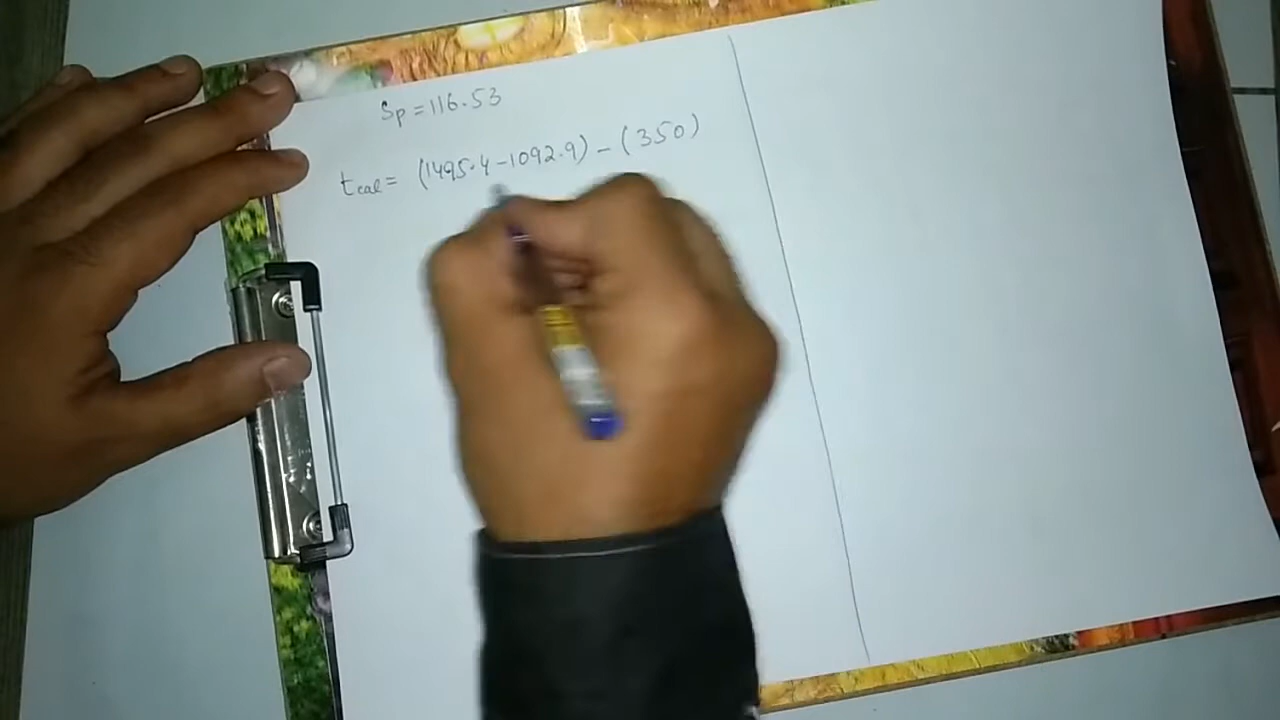 Sp = 116.53
tcal = (1495.4 - 1092.9) - (350)